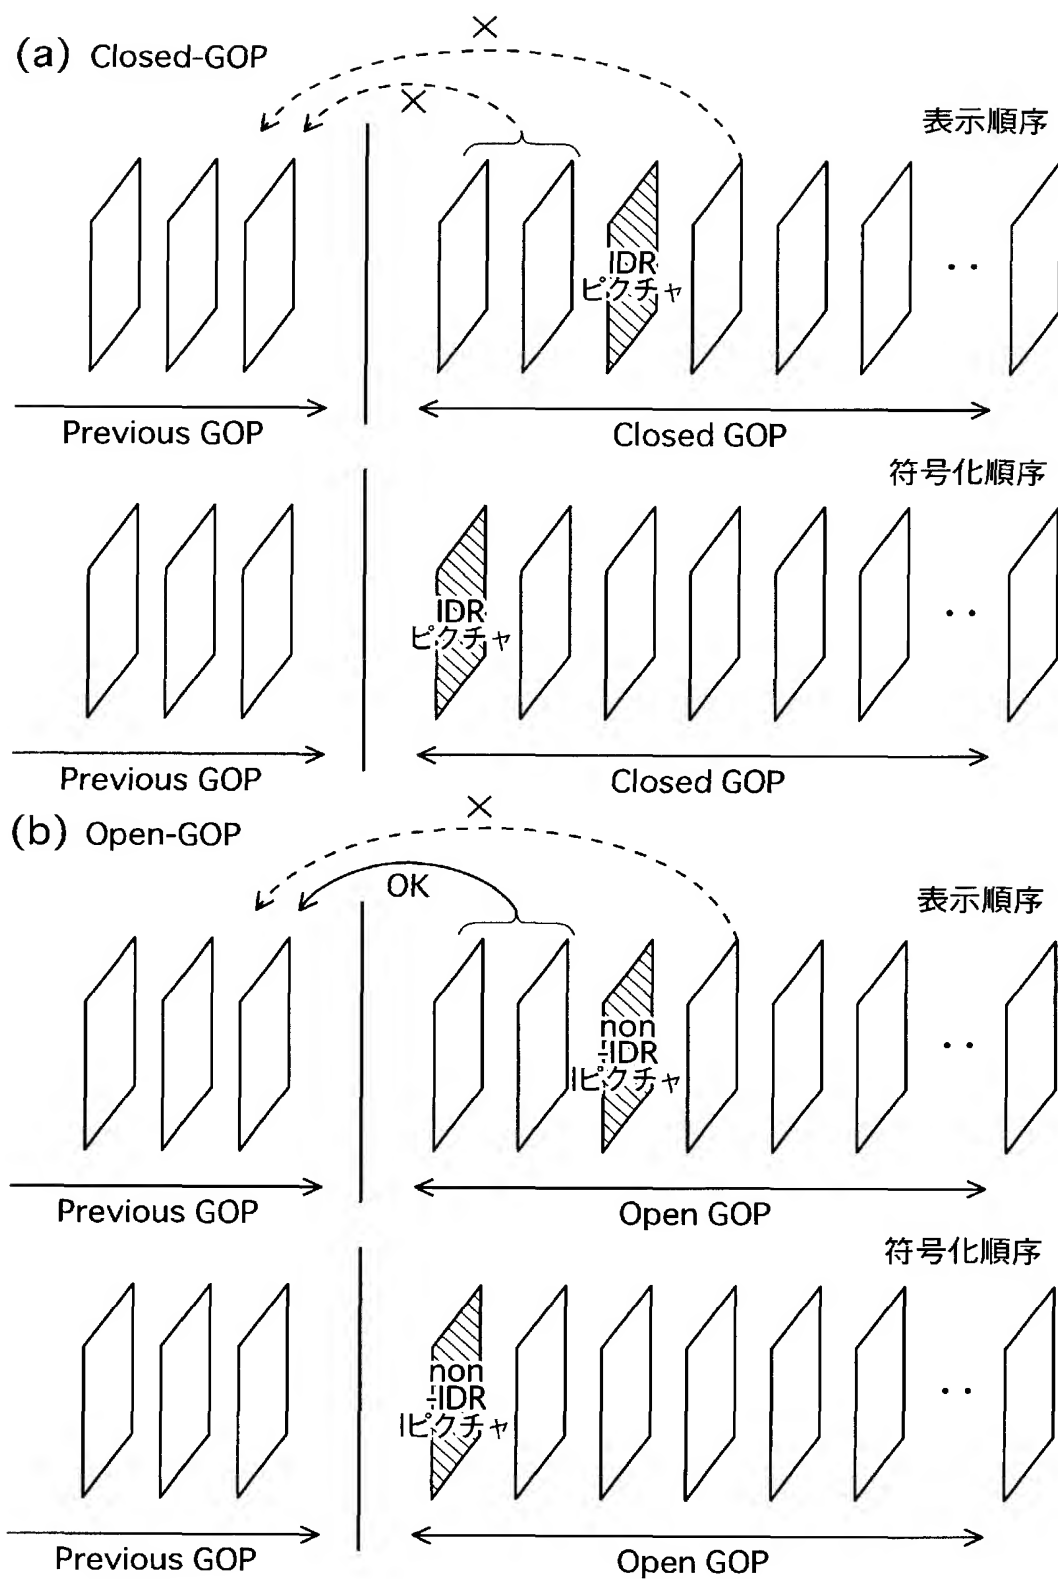 ×
(a) Closed-GOP
×
表示順序
IDR
ピクチャ
Previous GOP
Closed GOP
符号化順序
IDR
ピクチャ
Previous GOP
Closed GOP
×
(b) Open-GOP
OK
表示順序
non
-IDR
Iピクチャ
Previous GOP
Open GOP
符号化順序
non
-IDR
Iピクチャ
Previous GOP
Open GOP